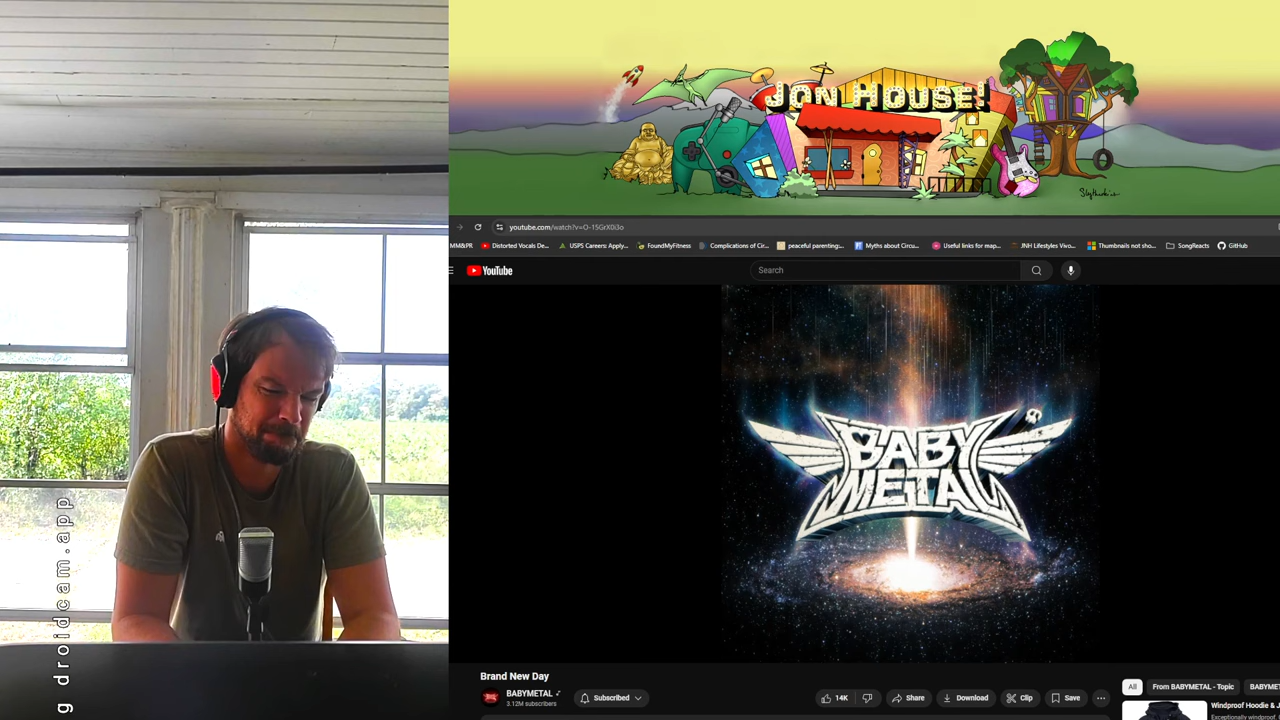 JON HOUSE!
youtube.com/watch?v=O-15GrX0i3o
MM&PR
Distorted Vocals De...
USPS Careers: Apply...
FoundMyFitness
Complications of Cir...
peaceful parenting:...
Myths about Circu...
Useful links for map...
JNH Lifestyles Vivo...
Thumbnails not sho...
SongReacts
GitHub
YouTube
Search
BABY
METAL
g droidcam.app
Brand New Day
BABYMETAL
3.12M subscribers
Subscribed
14K
Share
Download
Clip
Save
All
From BABYMETAL - Topic
BABYMET
Windproof Hoodie & J
Exceptionally windproof